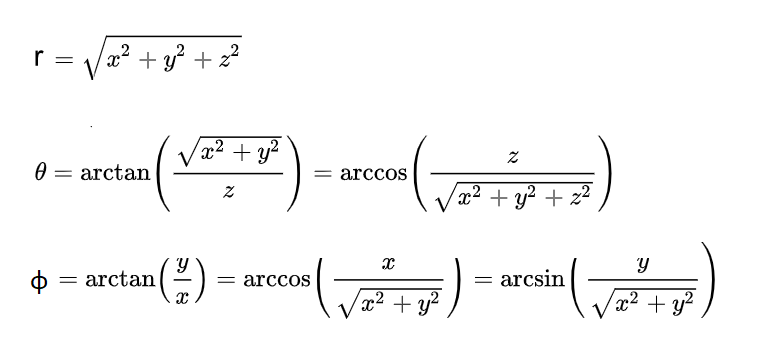 r = √(x² + y² + z²)
θ = arctan(√(x² + y²) / z) = arccos(z / √(x² + y² + z²))
ϕ = arctan(y / x) = arccos(x / √(x² + y²)) = arcsin(y / √(x² + y²))